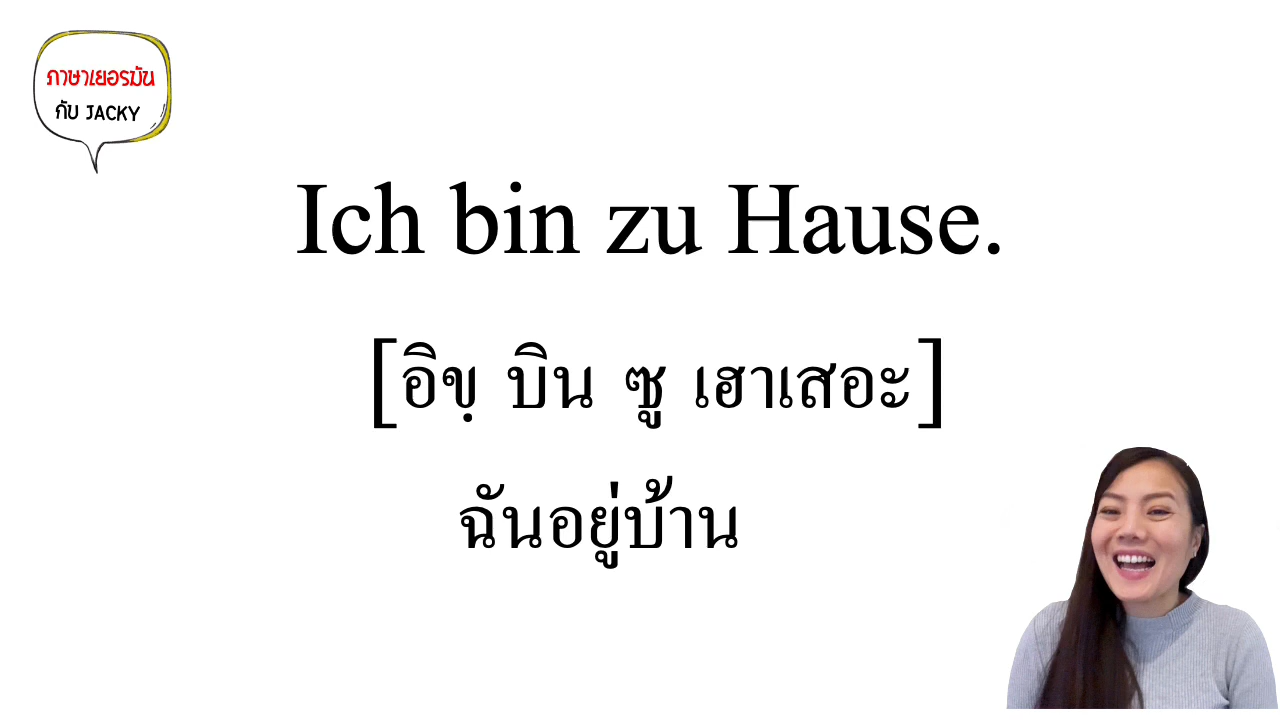 ภาษาเยอรมัน
กับ JACKY
Ich bin zu Hause.
[อิขฺ บิน ซู เฮาเสอะ]
ฉันอยู่บ้าน